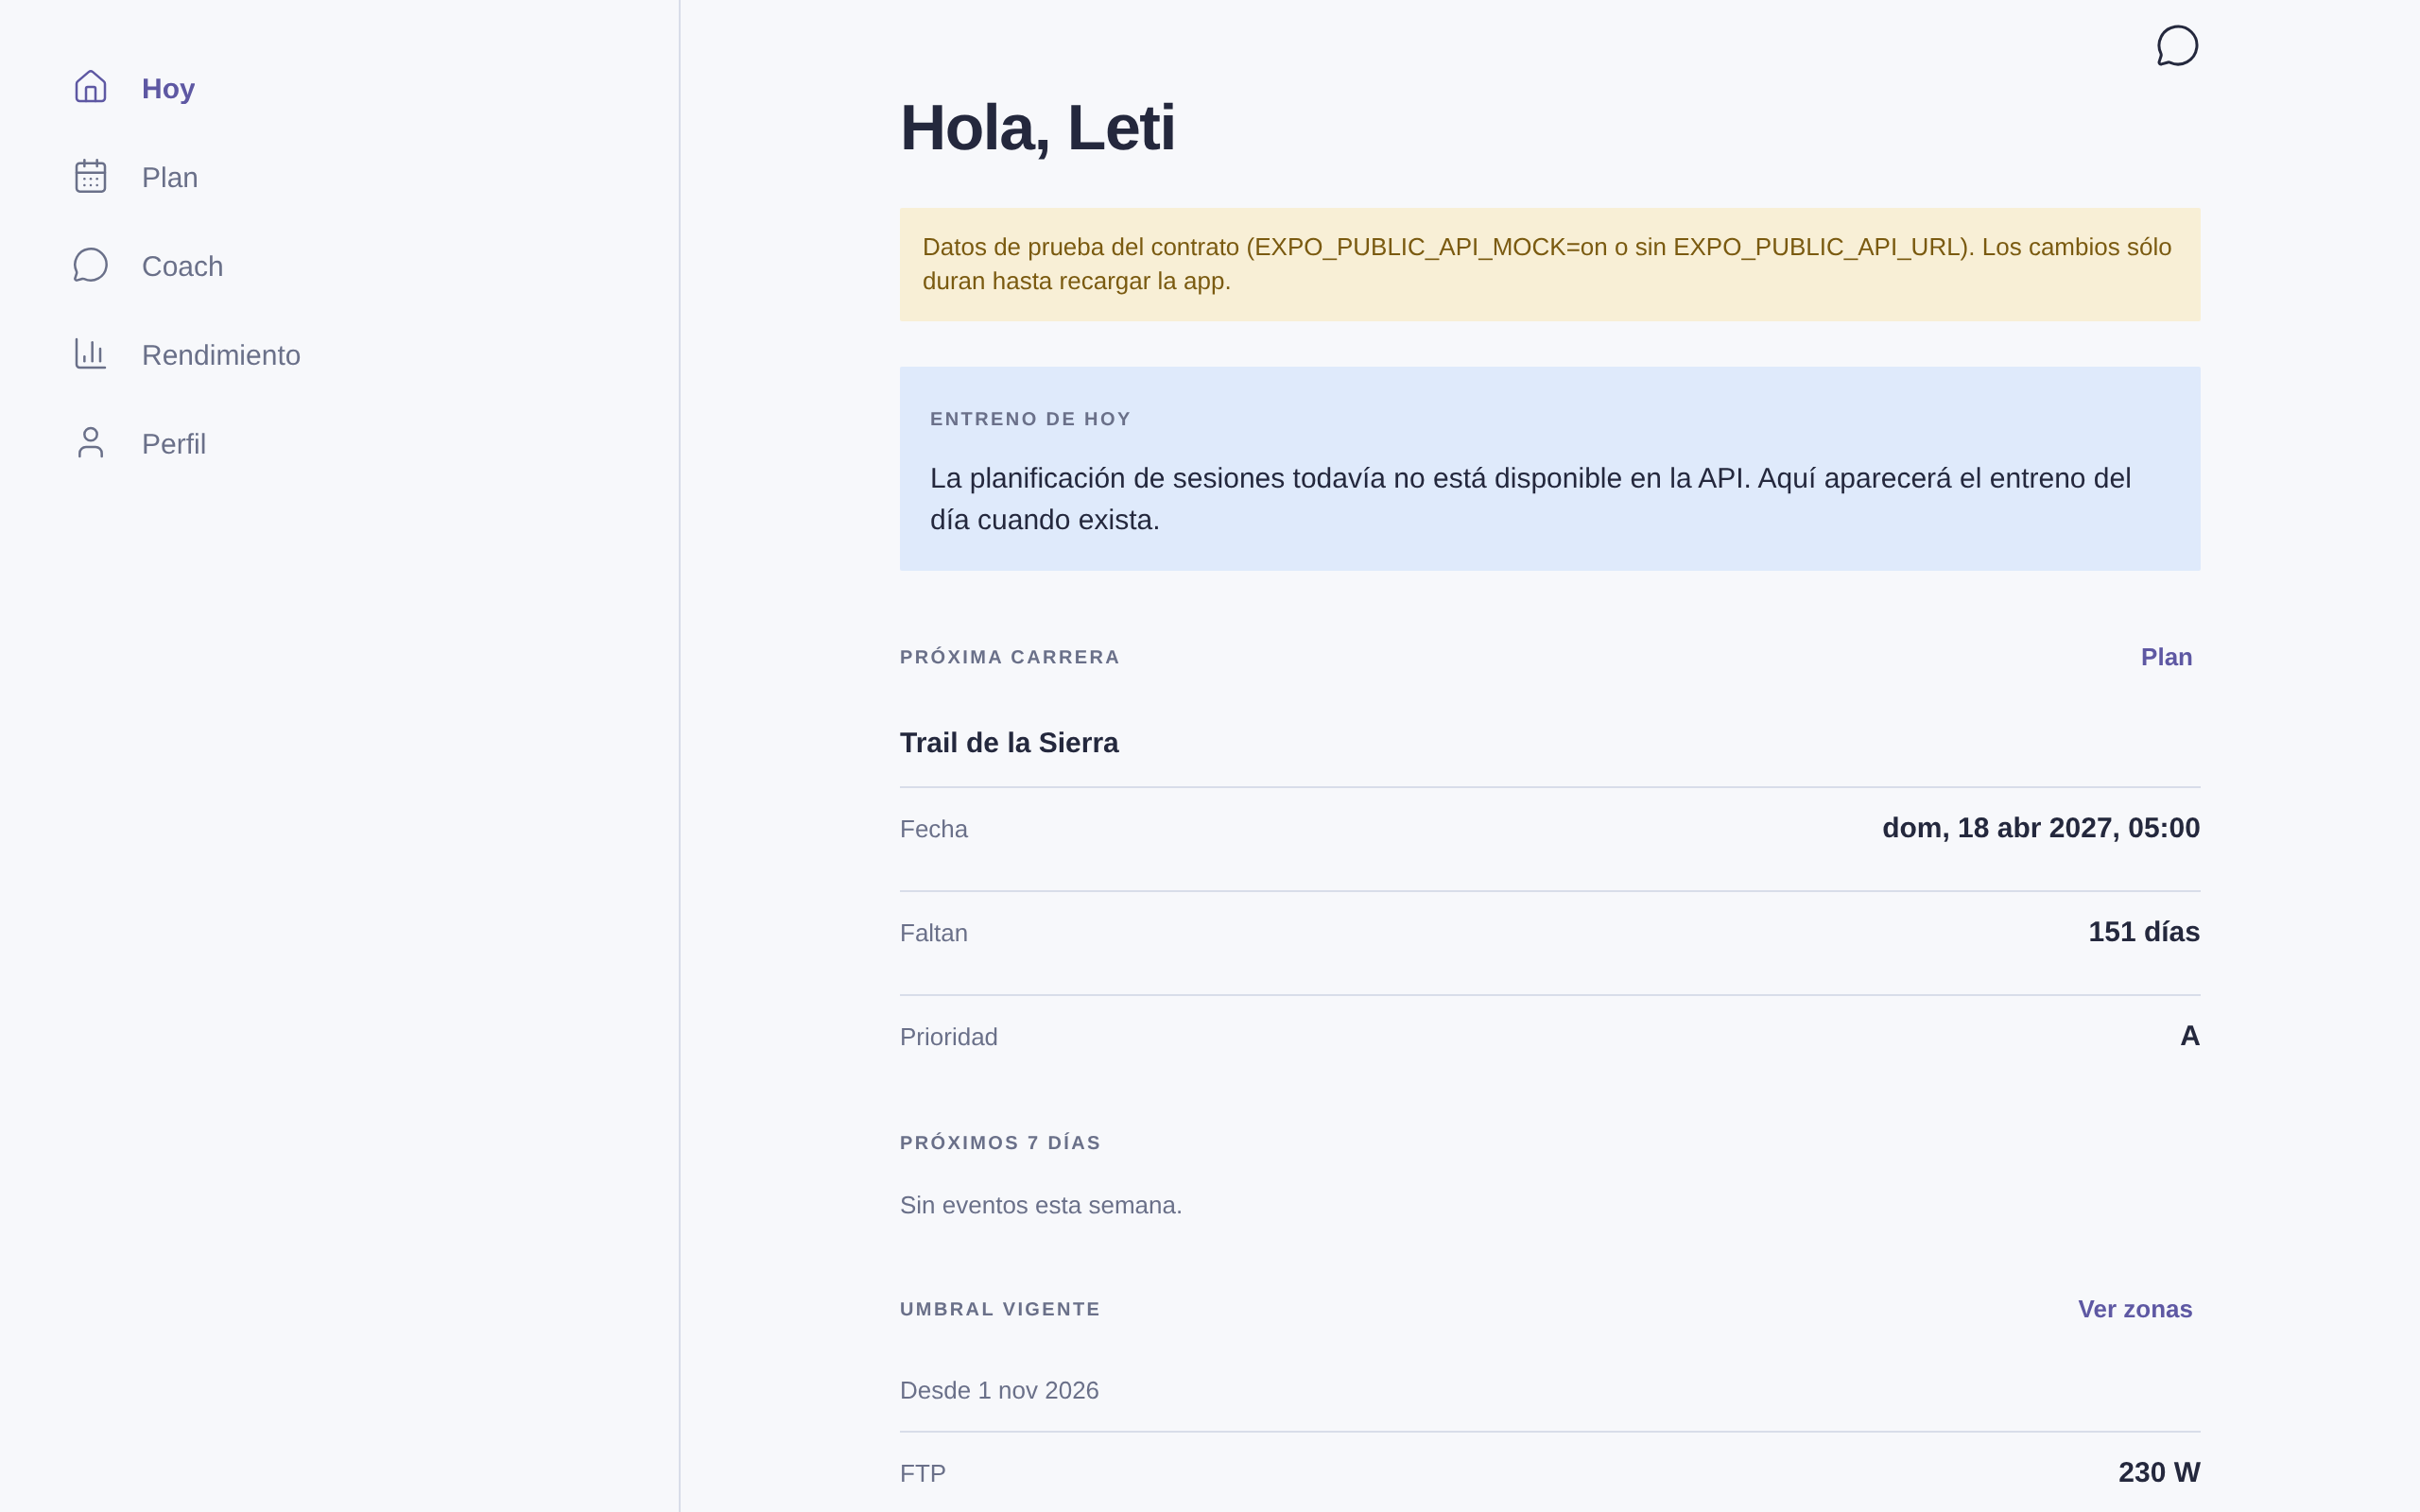 Hoy
Plan
Coach
Rendimiento
Perfil
Hola, Leti
Datos de prueba del contrato (EXPO_PUBLIC_API_MOCK=on o sin EXPO_PUBLIC_API_URL). Los cambios sólo
duran hasta recargar la app.
ENTRENO DE HOY
La planificación de sesiones todavía no está disponible en la API. Aquí aparecerá el entreno del
día cuando exista.
PRÓXIMA CARRERA
Plan
Trail de la Sierra
Fecha
dom, 18 abr 2027, 05:00
Faltan
151 días
Prioridad
A
PRÓXIMOS 7 DÍAS
Sin eventos esta semana.
UMBRAL VIGENTE
Ver zonas
Desde 1 nov 2026
FTP
230 W